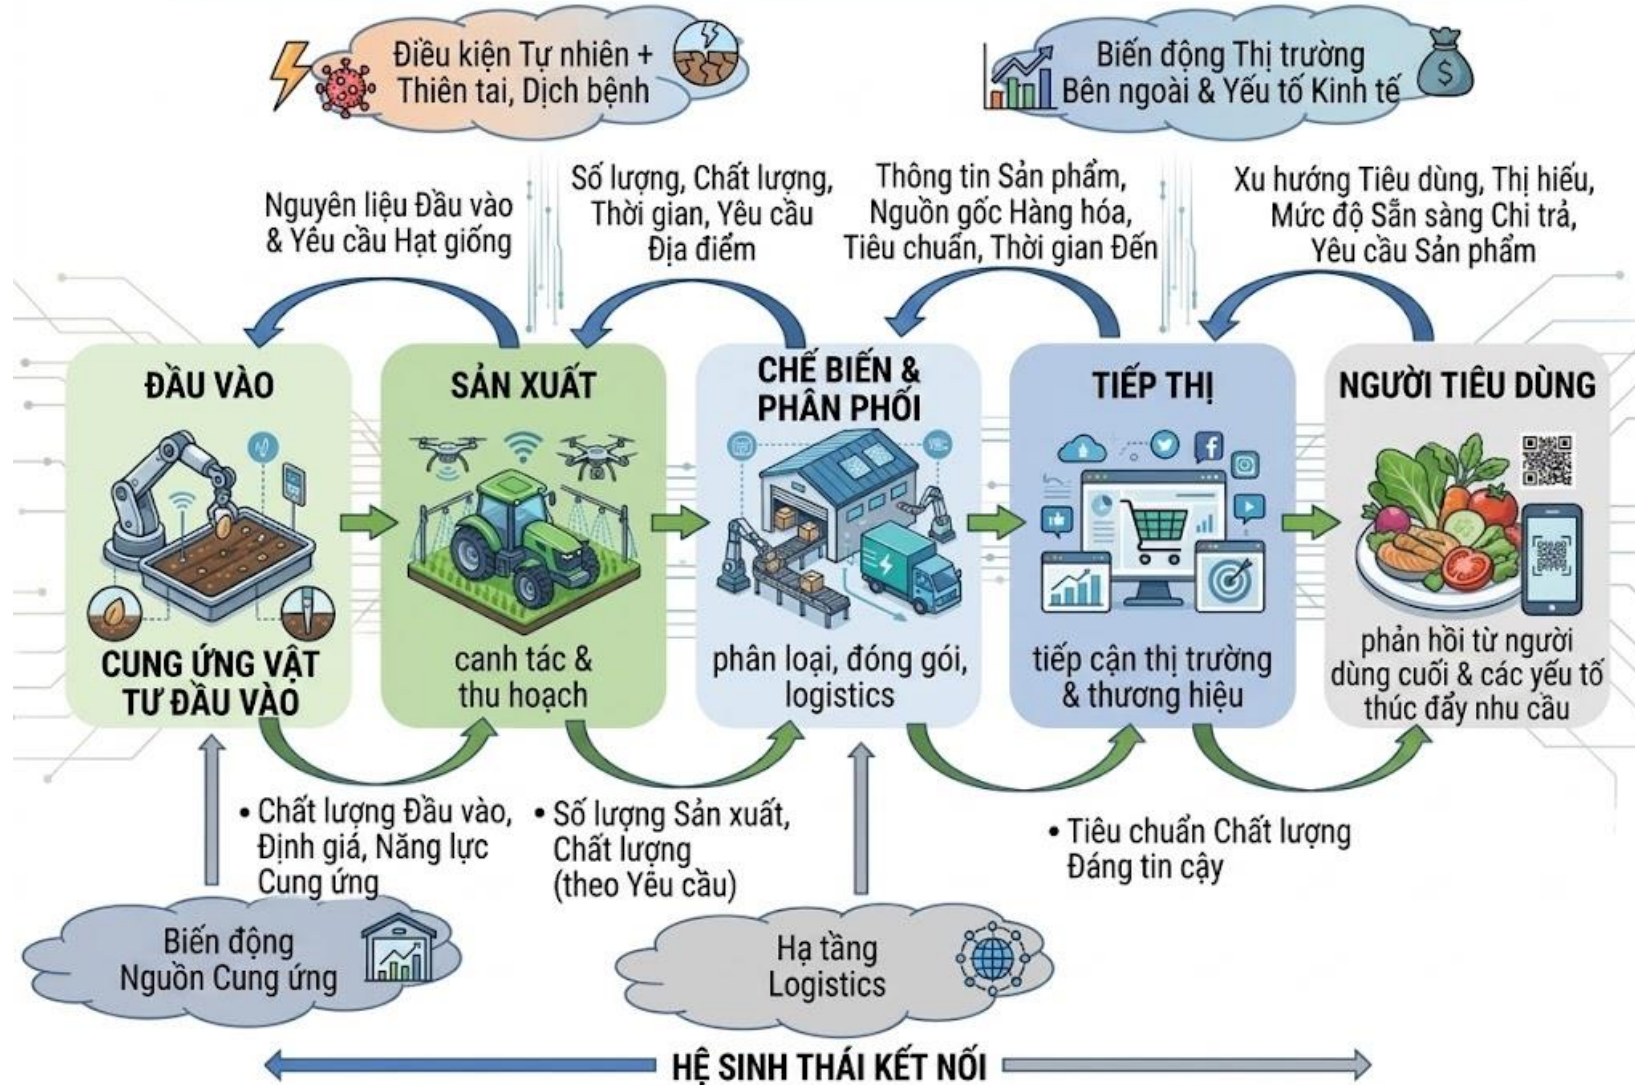 Điều kiện Tự nhiên +
Thiên tai, Dịch bệnh
Biến động Thị trường
Bên ngoài & Yếu tố Kinh tế
Nguyên liệu Đầu vào
& Yêu cầu Hạt giống
Số lượng, Chất lượng,
Thời gian, Yêu cầu
Địa điểm
Thông tin Sản phẩm,
Nguồn gốc Hàng hóa,
Tiêu chuẩn, Thời gian Đến
Xu hướng Tiêu dùng, Thị hiếu,
Mức độ Sẵn sàng Chi trả,
Yêu cầu Sản phẩm
ĐẦU VÀO
CUNG ỨNG VẬT
TƯ ĐẦU VÀO
SẢN XUẤT
canh tác &
thu hoạch
CHẾ BIẾN &
PHÂN PHỐI
phân loại, đóng gói,
logistics
TIẾP THỊ
tiếp cận thị trường
& thương hiệu
NGƯỜI TIÊU DÙNG
phản hồi từ người
dùng cuối & các yếu tố
thúc đẩy nhu cầu
• Chất lượng Đầu vào,
Định giá, Năng lực
Cung ứng
• Số lượng Sản xuất,
Chất lượng
(theo Yêu cầu)
• Tiêu chuẩn Chất lượng
Đáng tin cậy
Biến động
Nguồn Cung ứng
Hạ tầng
Logistics
HỆ SINH THÁI KẾT NỐI